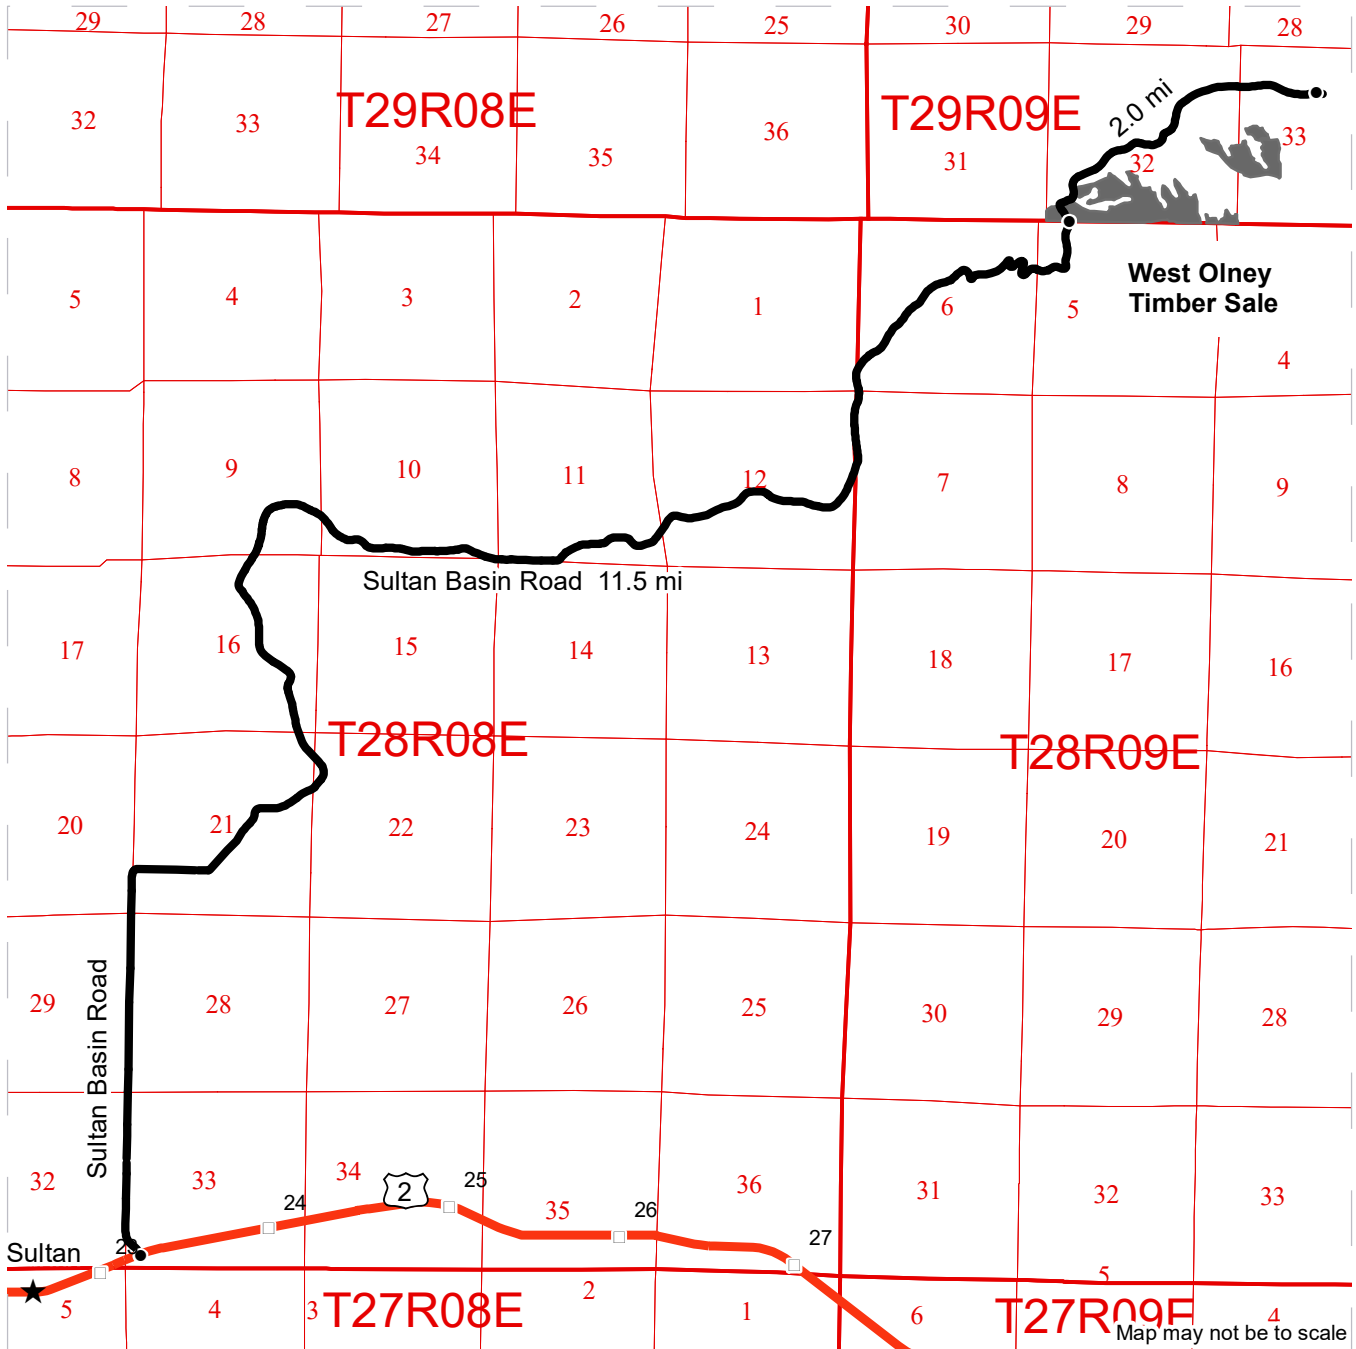 29 28 27 26 25 30 29 28
T29R08E T29R09E
2.0 mi
32 33 34 35 36 31 32 33
West Olney
Timber Sale
5 4 3 2 1 6 5 4
8 9 10 11 12 7 8 9
Sultan Basin Road 11.5 mi
17 16 15 14 13 18 17 16
T28R08E T28R09E
20 21 22 23 24 19 20 21
Sultan Basin Road
29 28 27 26 25 30 29 28
32 33 34 35 36 31 32 33
24 2 25 26 27
Sultan 23
5 4 3 T27R08E 2 1 6 5 T27R09E 4
Map may not be to scale